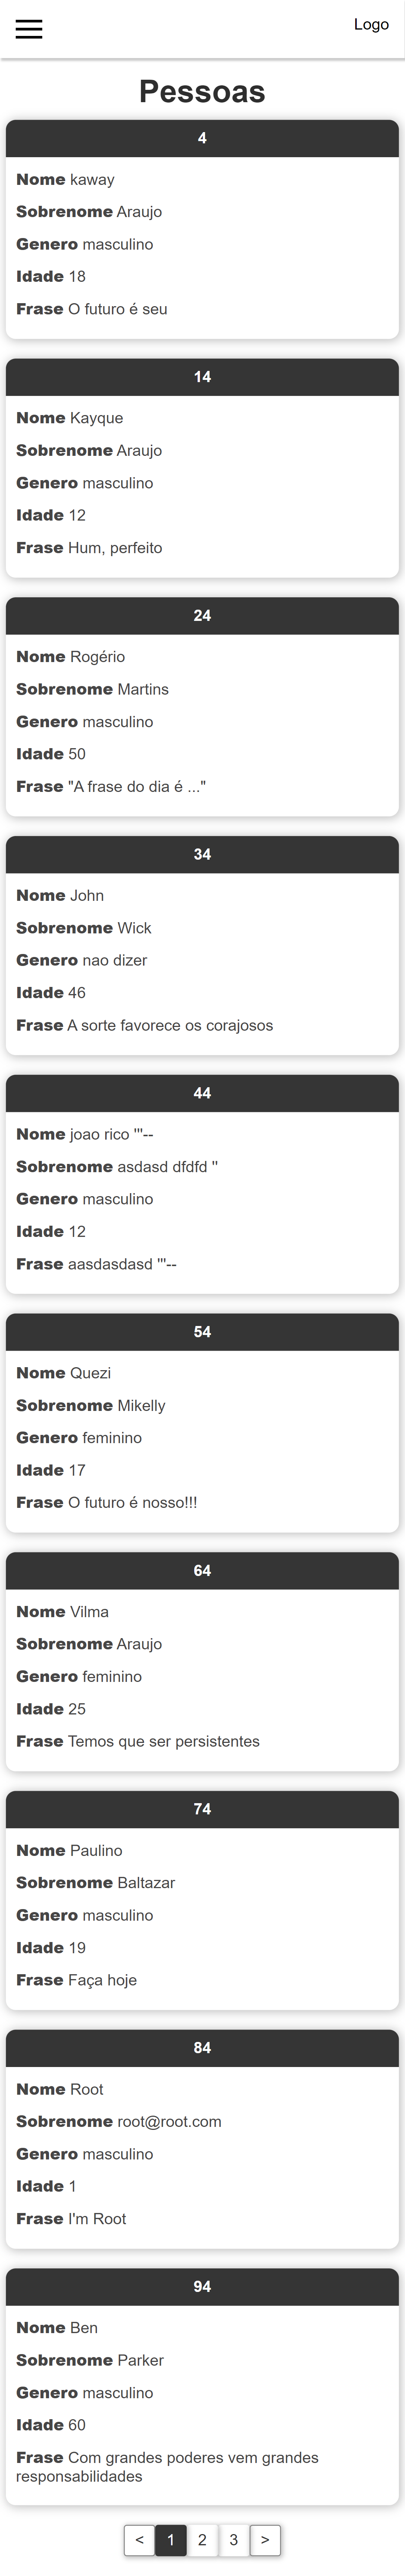 Logo
Pessoas
4
Nome kaway
Sobrenome Araujo
Genero masculino
Idade 18
Frase O futuro é seu
14
Nome Kayque
Sobrenome Araujo
Genero masculino
Idade 12
Frase Hum, perfeito
24
Nome Rogério
Sobrenome Martins
Genero masculino
Idade 50
Frase "A frase do dia é ..."
34
Nome John
Sobrenome Wick
Genero nao dizer
Idade 46
Frase A sorte favorece os corajosos
44
Nome joao rico '''--
Sobrenome asdasd dfdfd ''
Genero masculino
Idade 12
Frase aasdasdasd '''--
54
Nome Quezi
Sobrenome Mikelly
Genero feminino
Idade 17
Frase O futuro é nosso!!!
64
Nome Vilma
Sobrenome Araujo
Genero feminino
Idade 25
Frase Temos que ser persistentes
74
Nome Paulino
Sobrenome Baltazar
Genero masculino
Idade 19
Frase Faça hoje
84
Nome Root
Sobrenome root@root.com
Genero masculino
Idade 1
Frase I'm Root
94
Nome Ben
Sobrenome Parker
Genero masculino
Idade 60
Frase Com grandes poderes vem grandes
responsabilidades
< 1 2 3 >